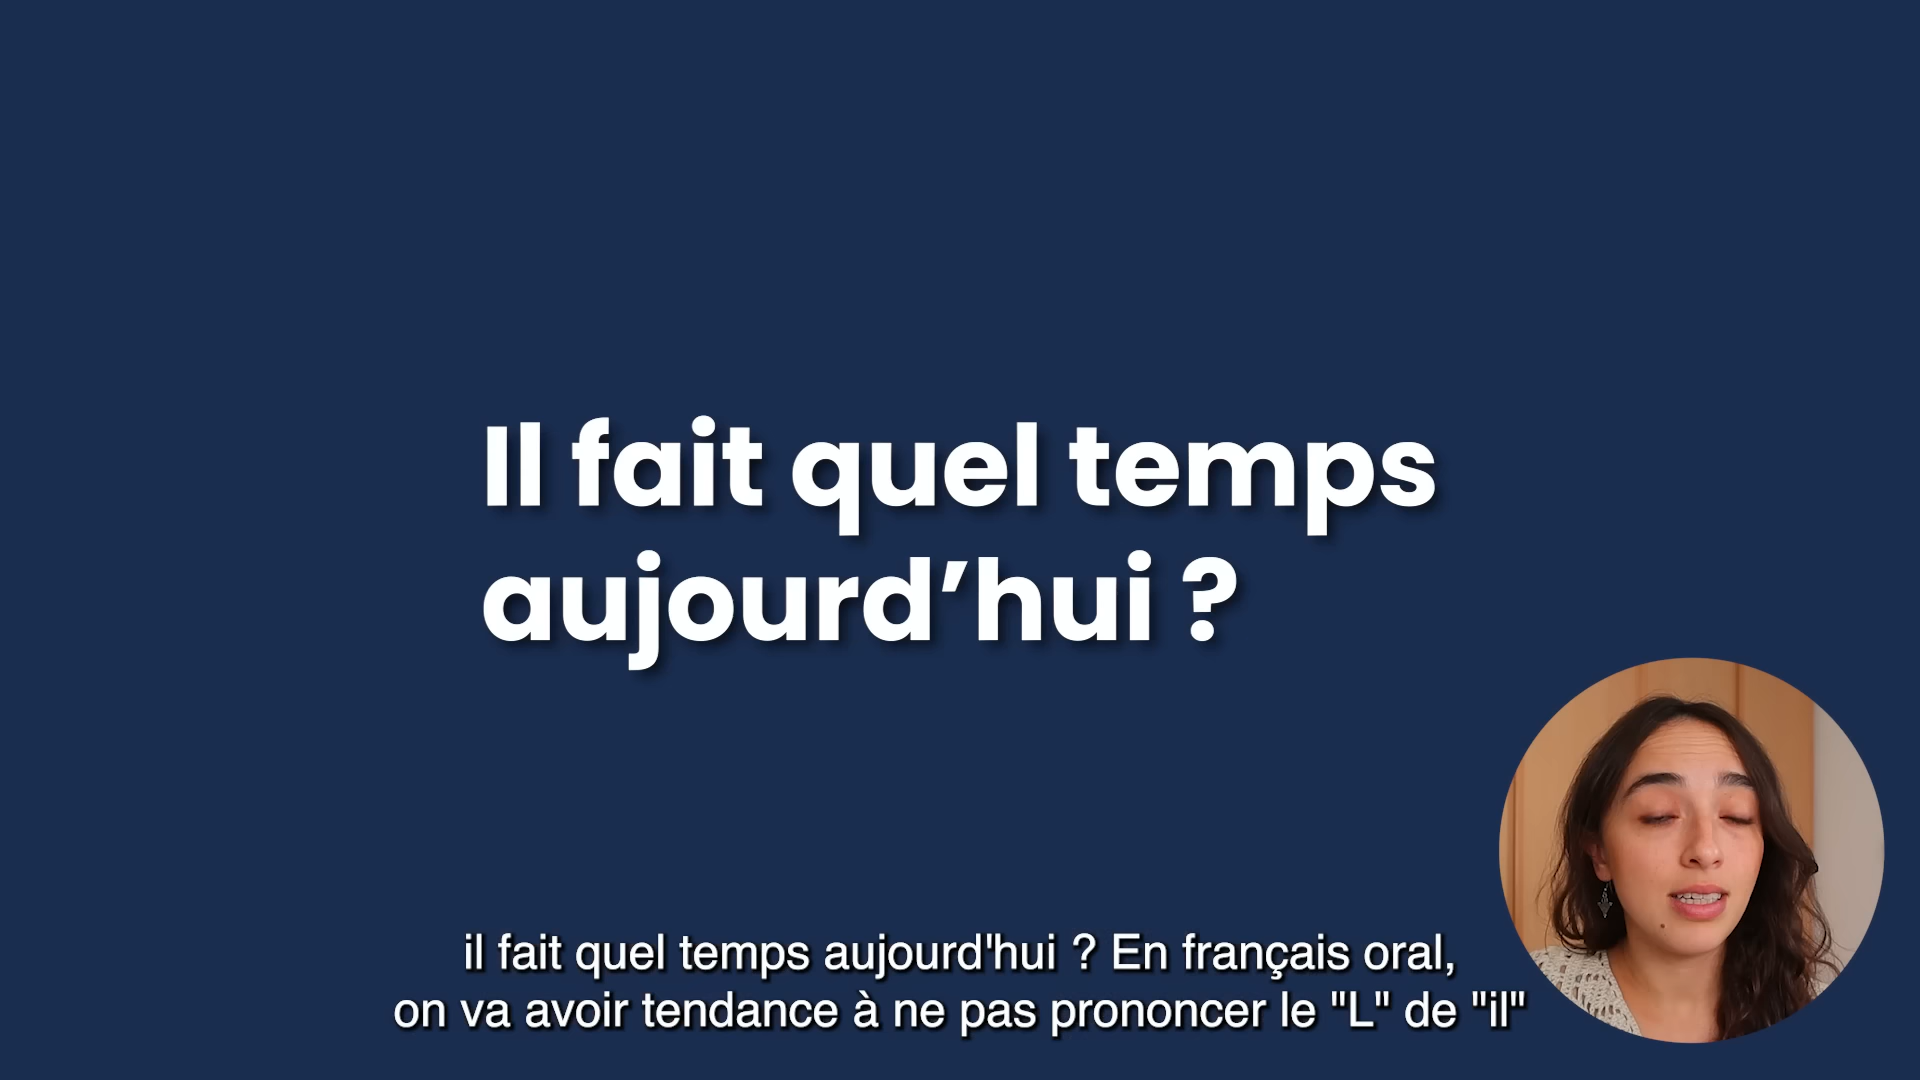 Il fait quel temps
aujourd’hui ?
il fait quel temps aujourd'hui ? En français oral,
on va avoir tendance à ne pas prononcer le "L" de "il"